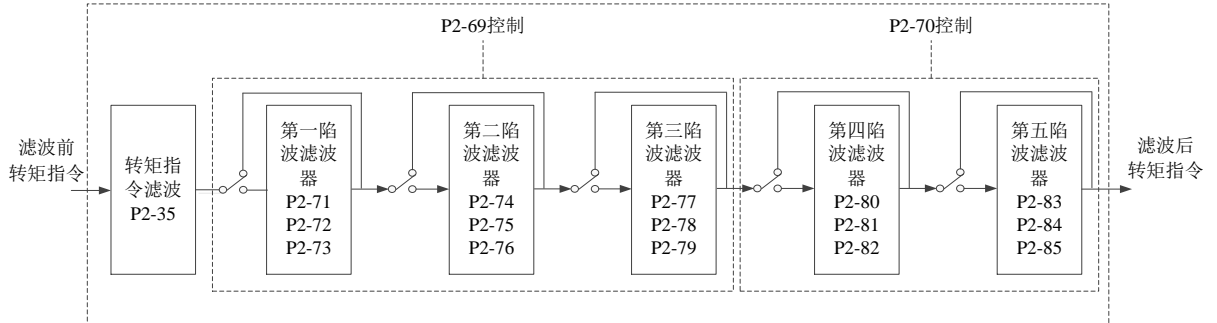 P2-69控制
P2-70控制
滤波前
转矩指令
转矩指
令滤波
P2-35
第一陷
波滤波
器
P2-71
P2-72
P2-73
第二陷
波滤波
器
P2-74
P2-75
P2-76
第三陷
波滤波
器
P2-77
P2-78
P2-79
第四陷
波滤波
器
P2-80
P2-81
P2-82
第五陷
波滤波
器
P2-83
P2-84
P2-85
滤波后
转矩指令